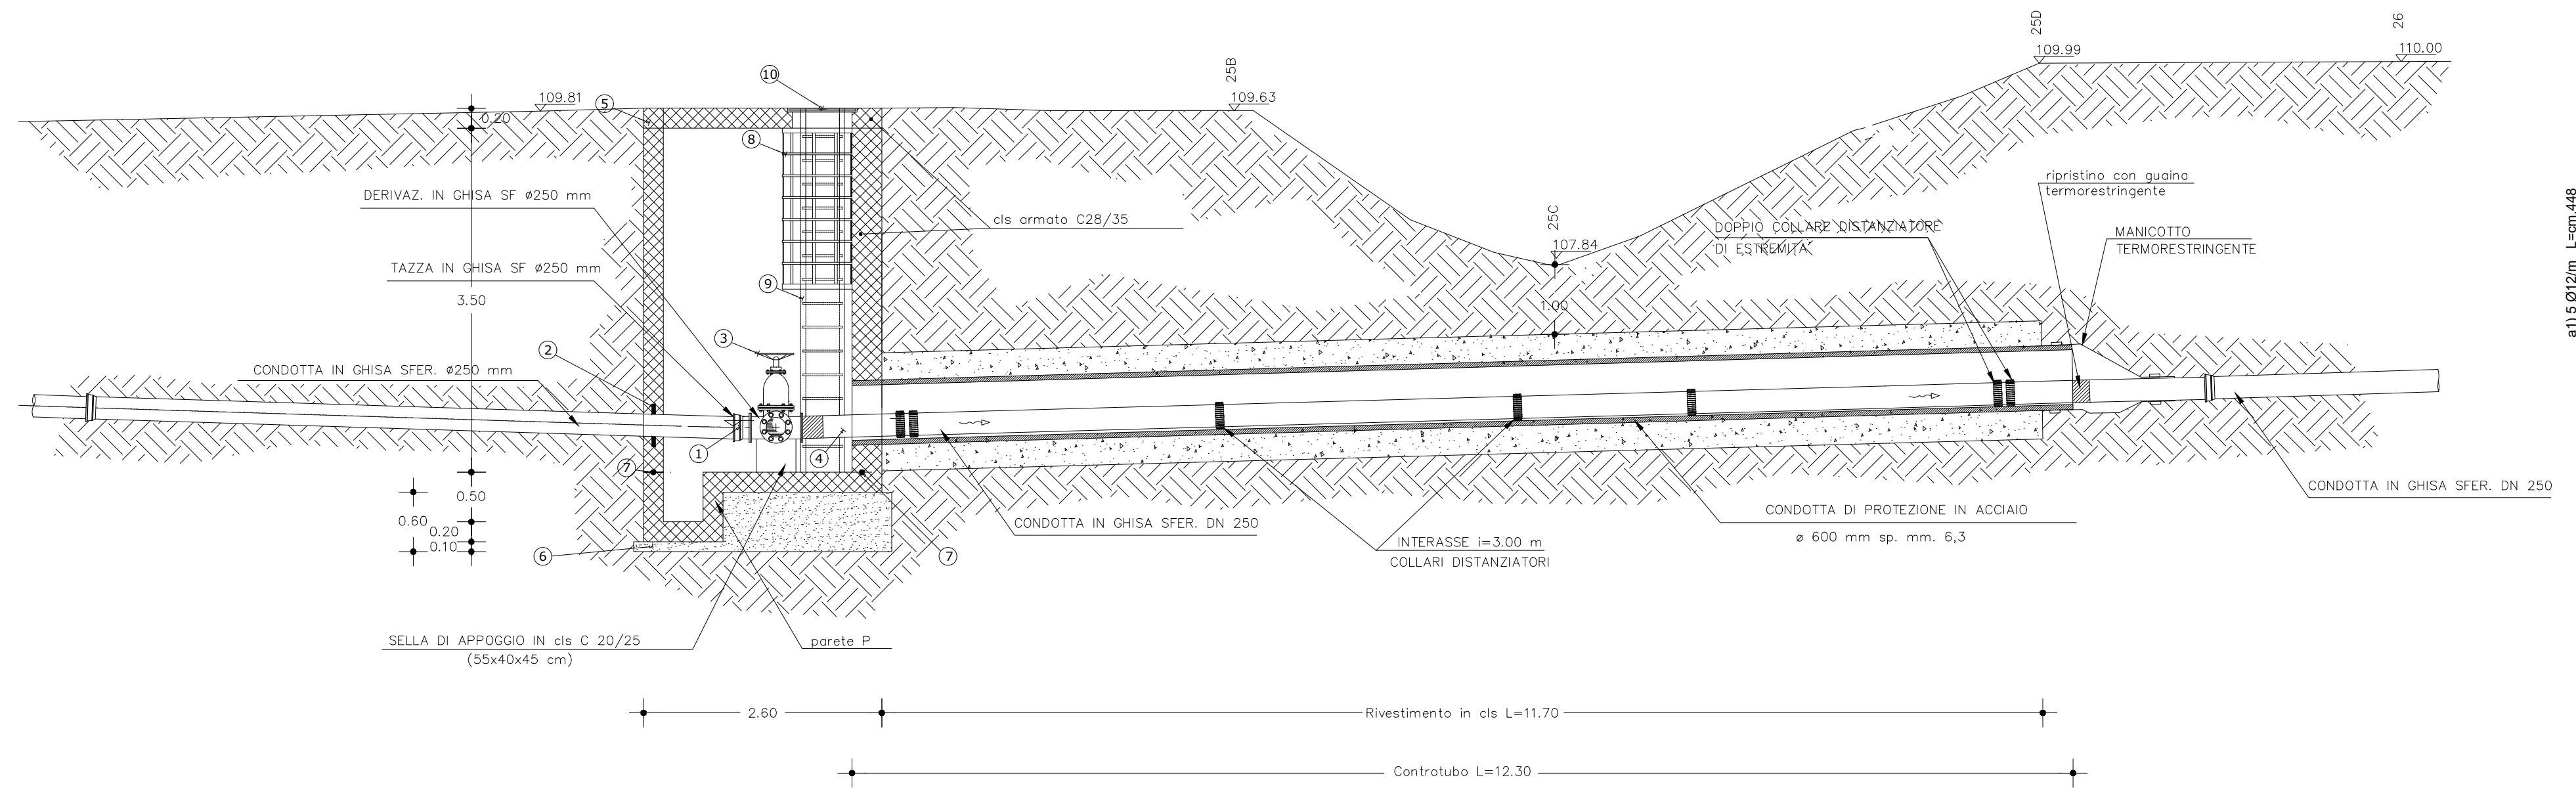 25D
26
109.99
110.00
10
25B
109.81
5
109.63
0.20
8
ripristino con guaina
termorestringente
DERIVAZ. IN GHISA SF ø250 mm
cls armato C28/35
25C
DOPPIO COLLARE DISTANZIATORE
DI ESTREMITA'
MANICOTTO
TERMORESTRINGENTE
a1) 5 Ø12/m L=cm.448
107.84
TAZZA IN GHISA SF ø250 mm
9
3.50
1.00
3
2
CONDOTTA IN GHISA SFER. ø250 mm
1
4
7
0.50
0.60
0.20
0.10
6
7
CONDOTTA IN GHISA SFER. DN 250
CONDOTTA IN GHISA SFER. DN 250
CONDOTTA DI PROTEZIONE IN ACCIAIO
ø 600 mm sp. mm. 6,3
INTERASSE i=3.00 m
COLLARI DISTANZIATORI
SELLA DI APPOGGIO IN cls C 20/25
(55x40x45 cm)
parete P
2.60
Rivestimento in cls L=11.70
Controtubo L=12.30